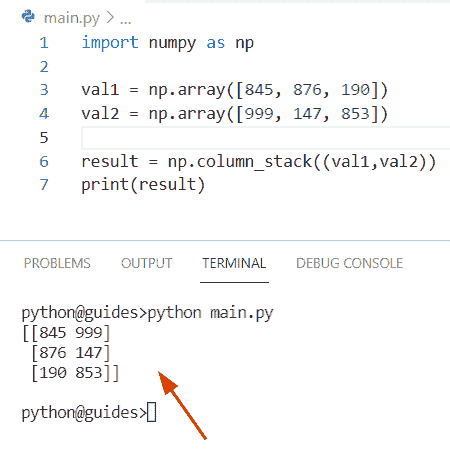 main.py > ...
1 import numpy as np
2
3 val1 = np.array([845, 876, 190])
4 val2 = np.array([999, 147, 853])
5
6 result = np.column_stack((val1,val2))
7 print(result)
PROBLEMS OUTPUT TERMINAL DEBUG CONSOLE
python@guides>python main.py
[[845 999]
 [876 147]
 [190 853]]
python@guides>